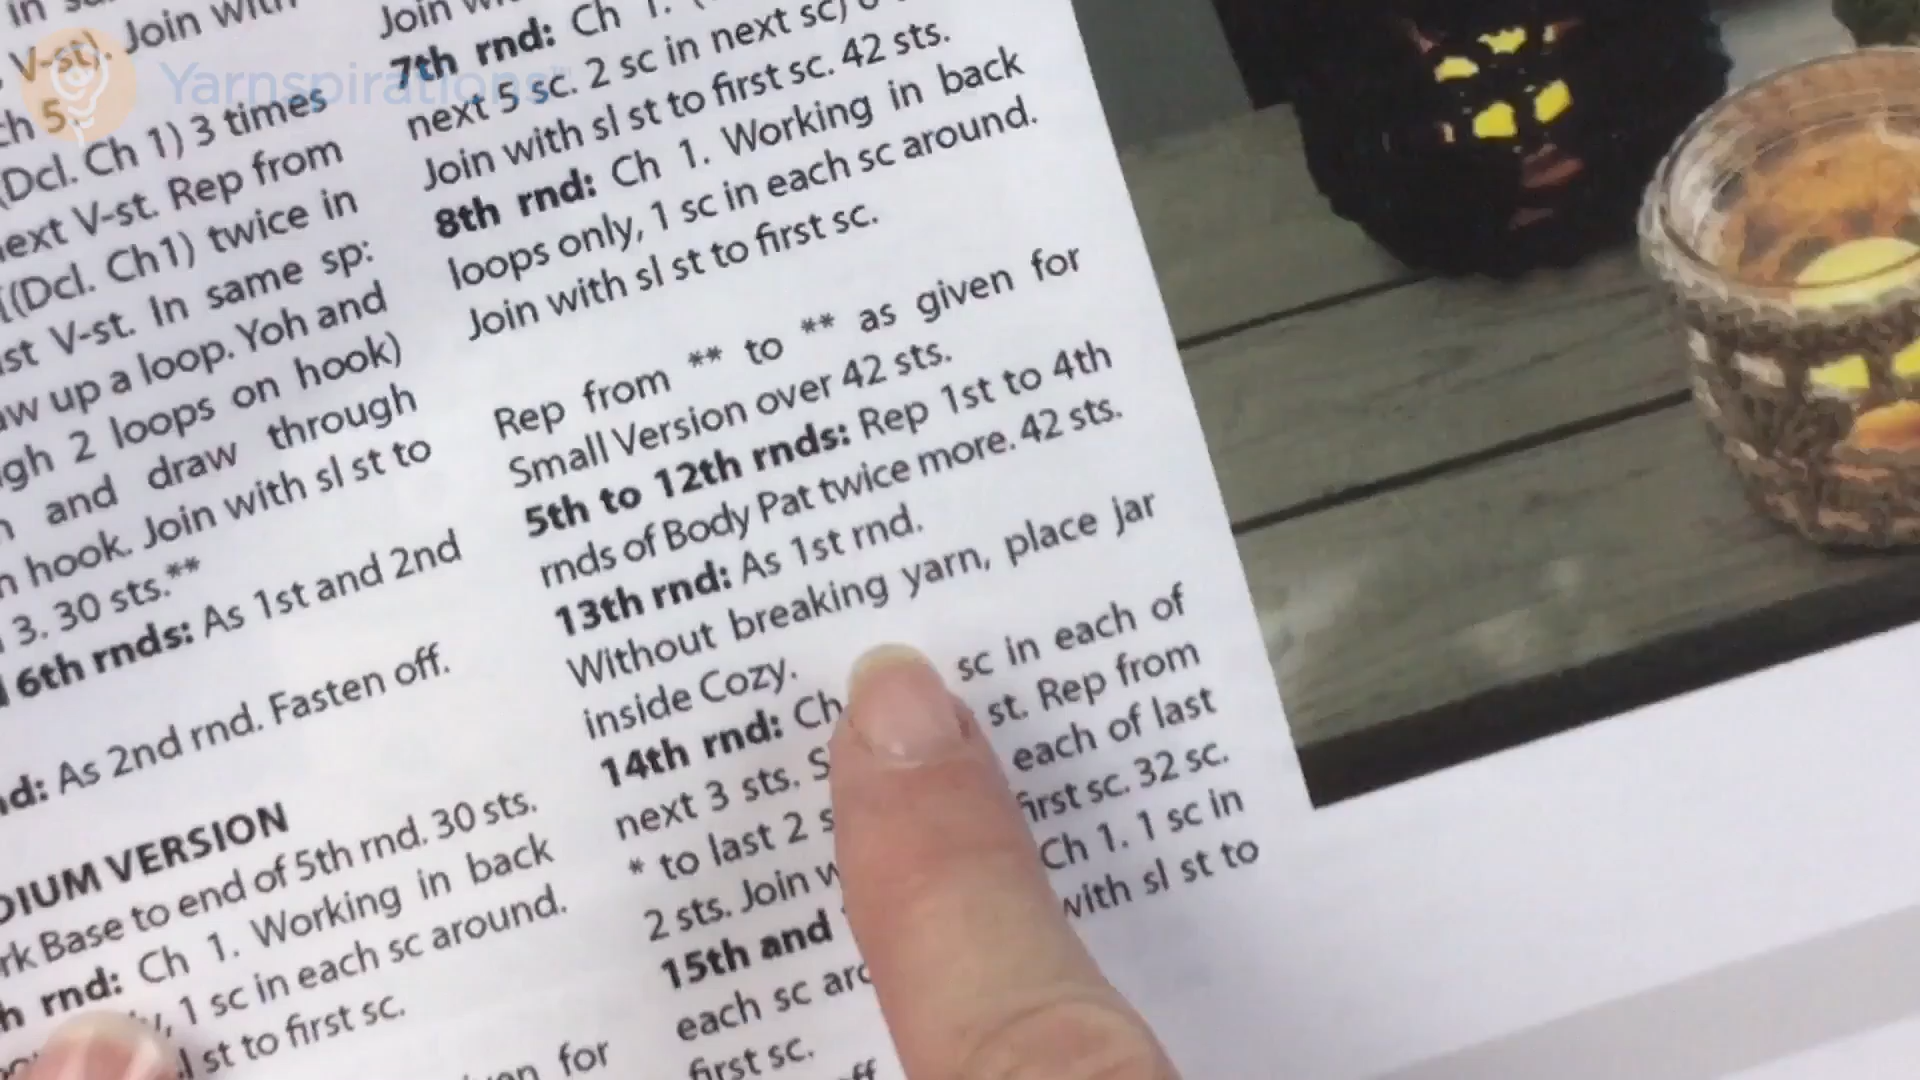 Yarnspirations
V-st). Join with
5.
(Dcl. Ch 1) 3 times
next V-st. Rep from
[(Dcl. Ch1) twice in
V-st. In same sp:
up a loop. Yoh and
2 loops on hook)
and draw through
hook. Join with sl st to
3. 30 sts.**
6th rnds: As 1st and 2nd
As 2nd rnd. Fasten off.
VERSION
Base to end of 5th rnd. 30 sts.
rnd: Ch 1. Working in back
1 sc in each sc around.
st to first sc.
for
Join
7th rnd: Ch 1.
next 5 sc. 2 sc in next sc)
next 5 sc. 2 sc in next sc) 
Join with sl st to first sc. 42 sts.
8th rnd: Ch 1. Working in back
loops only, 1 sc in each sc around.
Join with sl st to first sc.
Rep from ** to ** as given for
Small Version over 42 sts.
5th to 12th rnds: Rep 1st to 4th
rnds of Body Pat twice more. 42 sts.
13th rnd: As 1st rnd.
Without breaking yarn, place jar
inside Cozy.
14th rnd: Ch sc in each of
next 3 sts. st. Rep from
* to last 2 each of last
2 sts. Join first sc. 32 sc.
15th and Ch 1. 1 sc in
each sc with sl st to
first sc.